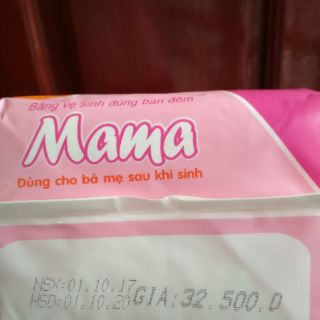 Băng vệ sinh dùng ban đêm
Mama
Dùng cho bà mẹ sau khi sinh
NSX:01.10.17
HSD:01.10.20 GIA:32.500.D